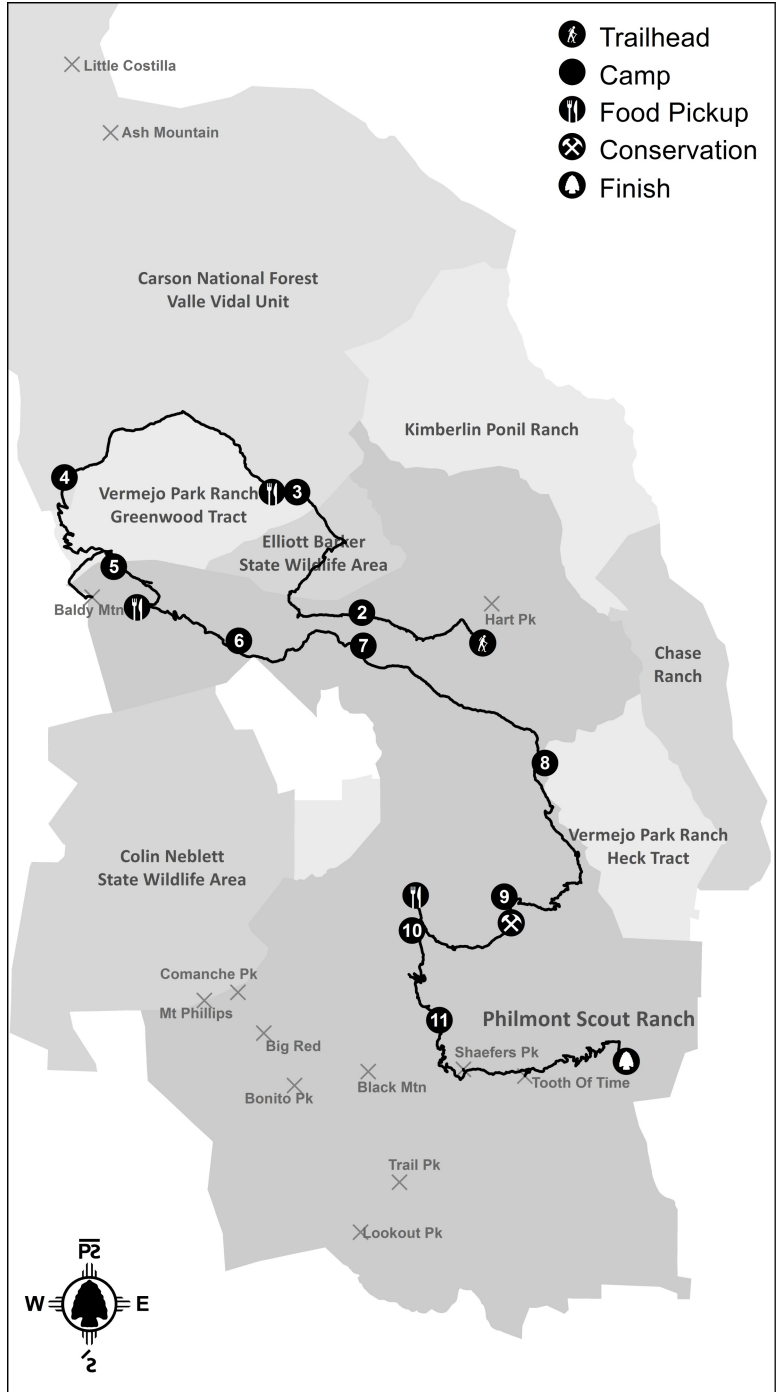 Trailhead
Camp
Food Pickup
Conservation
Finish
Little Costilla
Ash Mountain
Carson National Forest
Valle Vidal Unit
Kimberlin Ponil Ranch
4
Vermejo Park Ranch
Greenwood Tract
3
Elliott Barker
State Wildlife Area
5
Baldy Mtn
2
Hart Pk
6
7
Chase
Ranch
8
Vermejo Park Ranch
Heck Tract
Colin Neblett
State Wildlife Area
9
10
Comanche Pk
Mt Phillips
11
Philmont Scout Ranch
Big Red
Shaefers Pk
Black Mtn
Tooth Of Time
Bonito Pk
Trail Pk
Lookout Pk
W
E